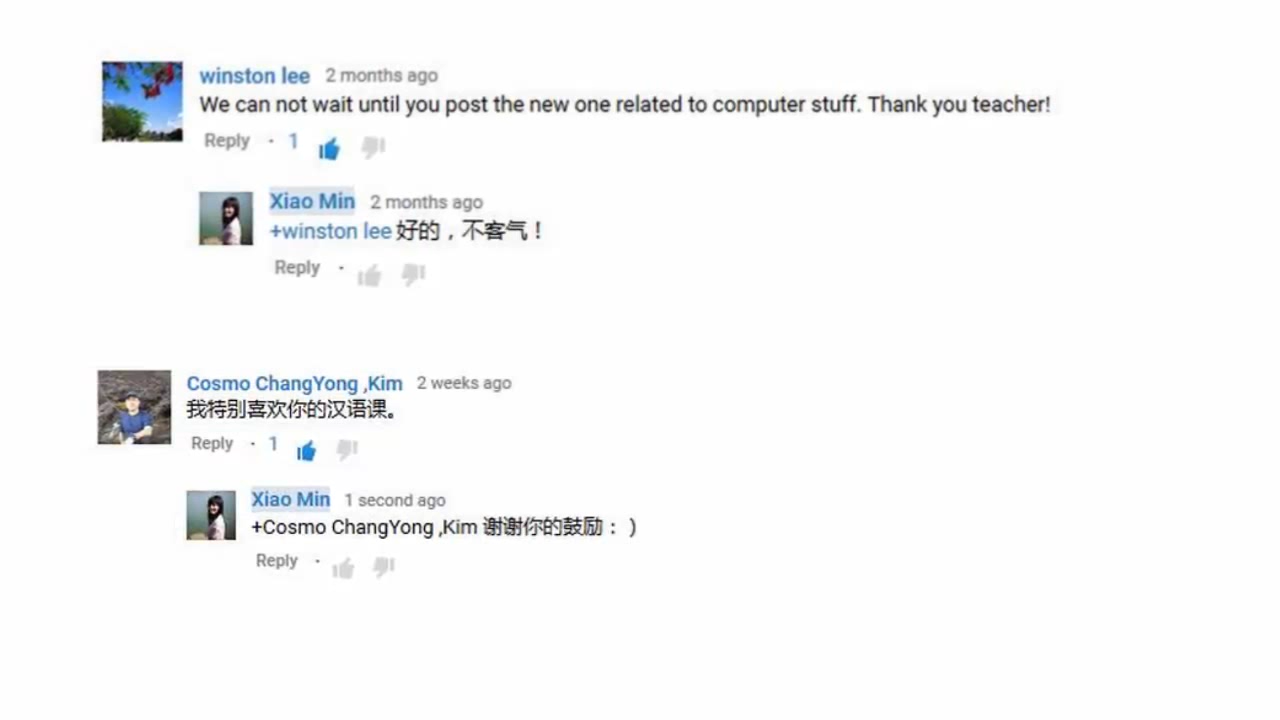 winston lee 2 months ago
We can not wait until you post the new one related to computer stuff. Thank you teacher!
Reply · 1
Xiao Min 2 months ago
+winston lee 好的，不客气！
Reply ·
Cosmo ChangYong ,Kim 2 weeks ago
我特别喜欢你的汉语课。
Reply · 1
Xiao Min 1 second ago
+Cosmo ChangYong ,Kim 谢谢你的鼓励：）
Reply ·